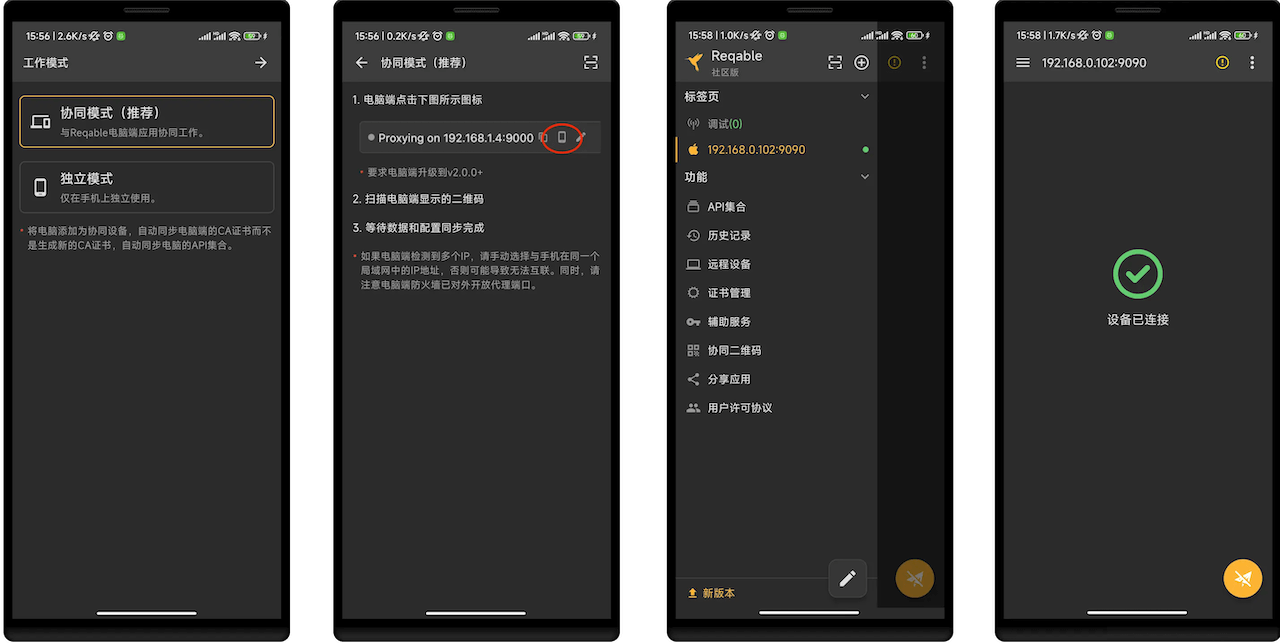 15:56 | 2.6K/s
工作模式
协同模式（推荐）
与Reqable电脑端应用协同工作。
独立模式
仅在手机上独立使用。
• 将电脑添加为协同设备，自动同步电脑端的CA证书而不
是生成新的CA证书，自动同步电脑的API集合。
15:56 | 0.2K/s
协同模式（推荐）
1. 电脑端点击下图所示图标
Proxying on 192.168.1.4:9000
• 要求电脑端升级到v2.0.0+
2. 扫描电脑端显示的二维码
3. 等待数据和配置同步完成
• 如果电脑端检测到多个IP，请手动选择与手机在同一个
局域网中的IP地址，否则可能导致无法互联。同时，请
注意电脑端防火墙已对外开放代理端口。
15:58 | 1.0K/s
60
Reqable
社区版
标签页
调试(0)
192.168.0.102:9090
功能
API集合
历史记录
远程设备
证书管理
辅助服务
协同二维码
分享应用
用户许可协议
新版本
15:58 | 1.7K/s
60
192.168.0.102:9090
设备已连接